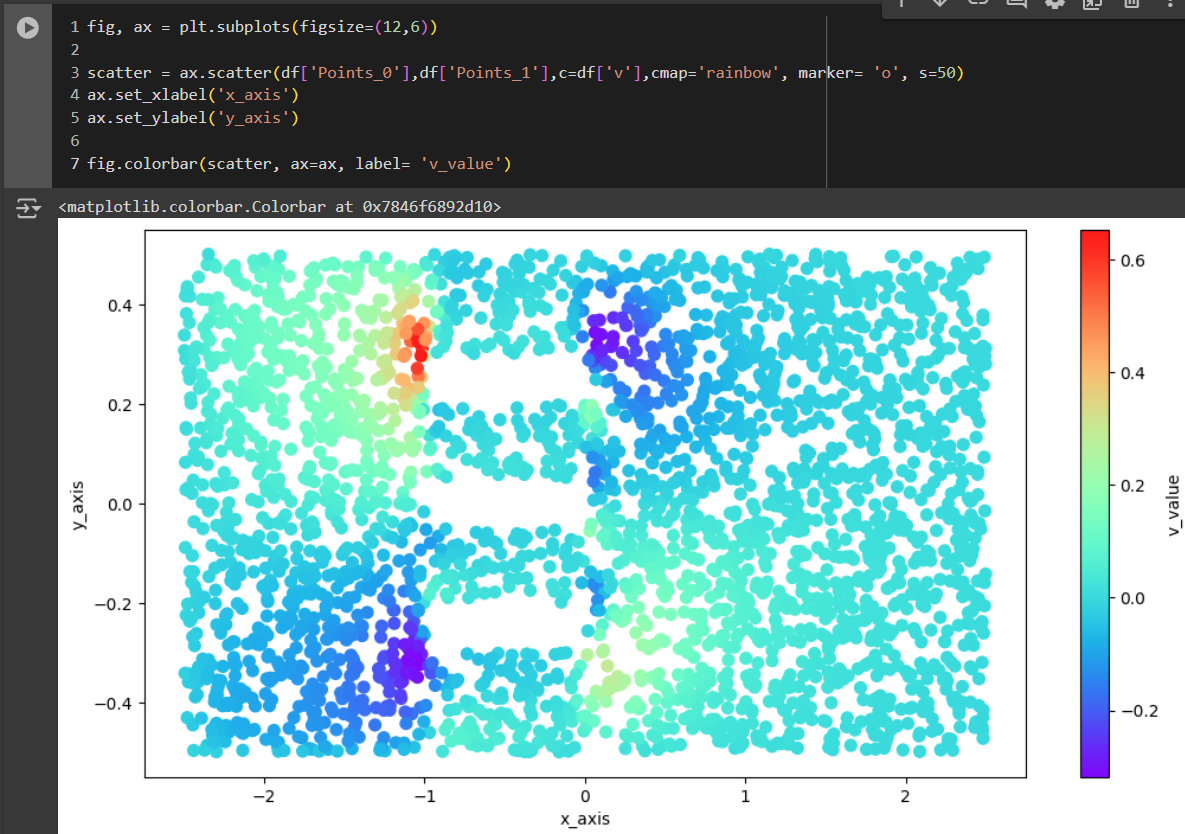 1 fig, ax = plt.subplots(figsize=(12,6))
2
3 scatter = ax.scatter(df['Points_0'],df['Points_1'],c=df['v'],cmap='rainbow', marker= 'o', s=50)
4 ax.set_xlabel('x_axis')
5 ax.set_ylabel('y_axis')
6
7 fig.colorbar(scatter, ax=ax, label= 'v_value')
<matplotlib.colorbar.Colorbar at 0x7846f6892d10>
0.4
0.2
0.0
−0.2
−0.4
y_axis
−2
−1
0
1
2
x_axis
0.6
0.4
0.2
0.0
−0.2
v_value